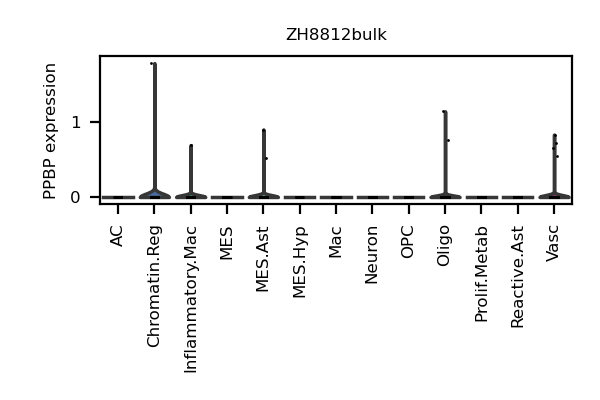 ZH8812bulk
PPBP expression
1
0
AC
Chromatin.Reg
Inflammatory.Mac
MES
MES.Ast
MES.Hyp
Mac
Neuron
OPC
Oligo
Prolif.Metab
Reactive.Ast
Vasc